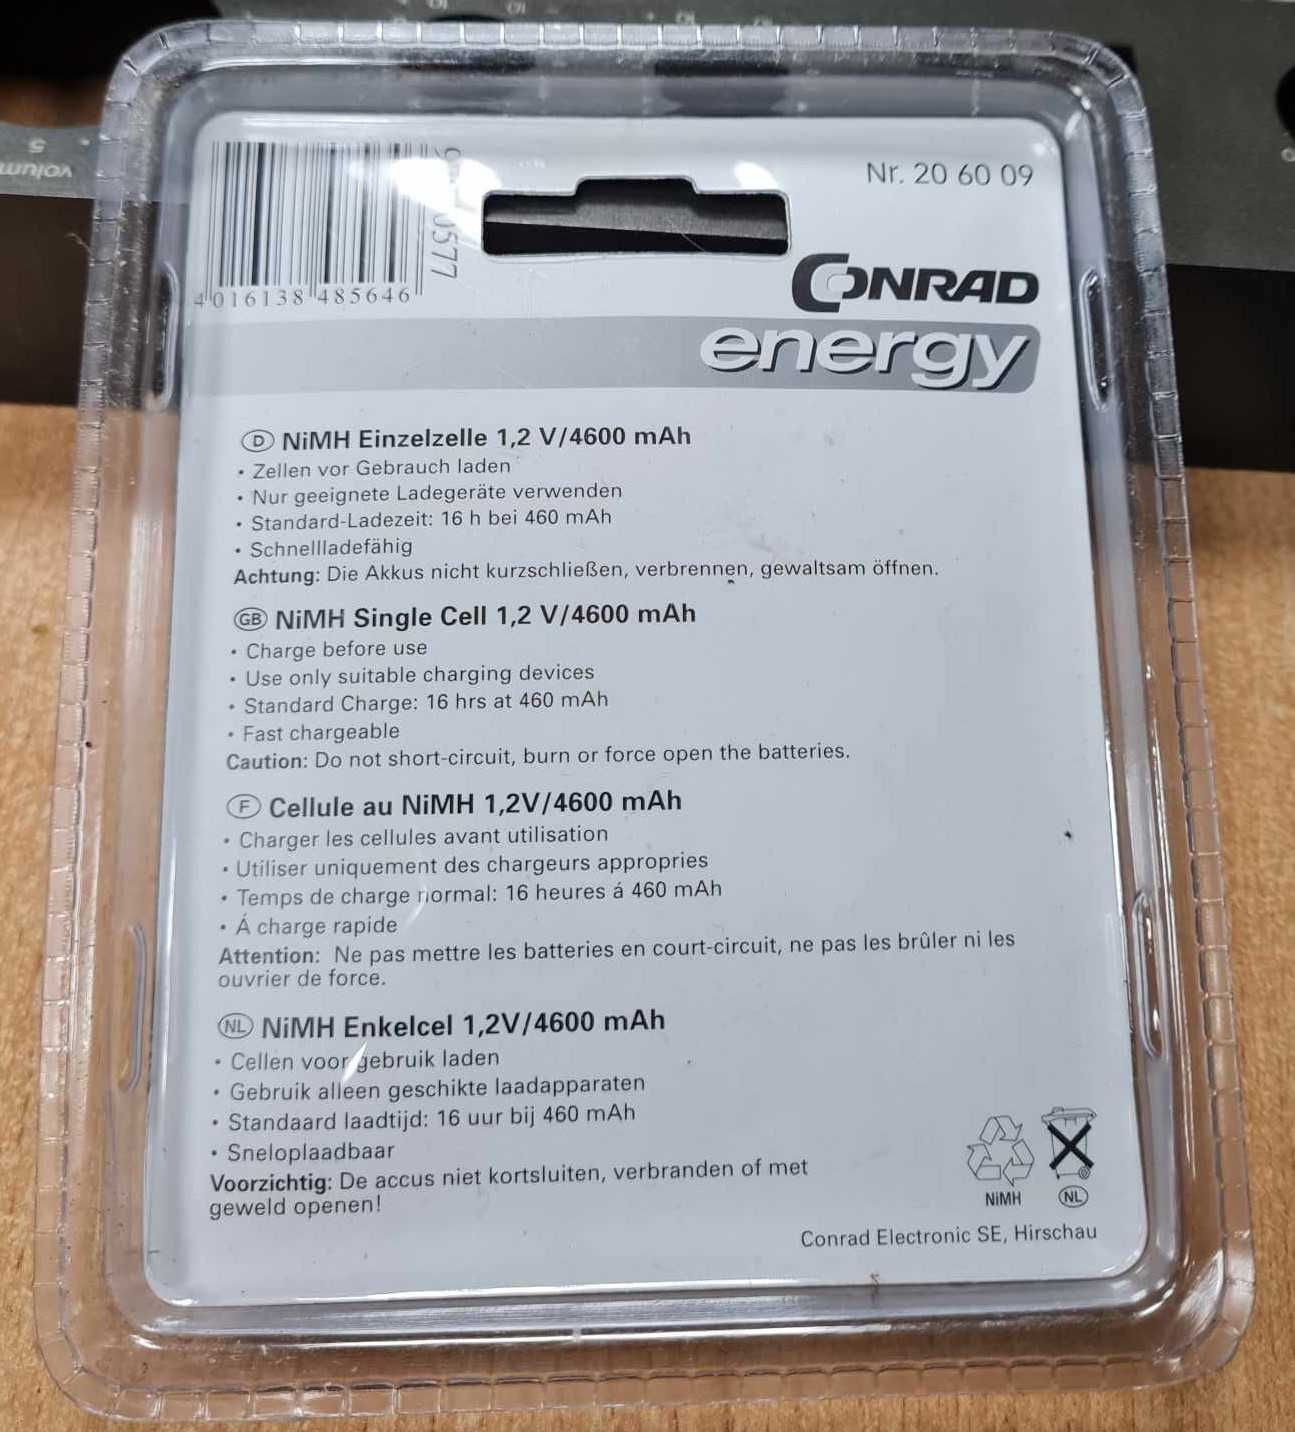 volum
5
4 016138 485646
0577
Nr. 20 60 09
CONRAD
energy
D NiMH Einzelzelle 1,2 V/4600 mAh
• Zellen vor Gebrauch laden
• Nur geeignete Ladegeräte verwenden
• Standard-Ladezeit: 16 h bei 460 mAh
• Schnellladefähig
Achtung: Die Akkus nicht kurzschließen, verbrennen, gewaltsam öffnen.
GB NiMH Single Cell 1,2 V/4600 mAh
• Charge before use
• Use only suitable charging devices
• Standard Charge: 16 hrs at 460 mAh
• Fast chargeable
Caution: Do not short-circuit, burn or force open the batteries.
F Cellule au NiMH 1,2V/4600 mAh
• Charger les cellules avant utilisation
• Utiliser uniquement des chargeurs appropries
• Temps de charge normal: 16 heures á 460 mAh
• Á charge rapide
Attention: Ne pas mettre les batteries en court-circuit, ne pas les brûler ni les
ouvrier de force.
NL NiMH Enkelcel 1,2V/4600 mAh
• Cellen voor gebruik laden
• Gebruik alleen geschikte laadapparaten
• Standaard laadtijd: 16 uur bij 460 mAh
• Sneloplaadbaar
Voorzichtig: De accus niet kortsluiten, verbranden of met
geweld openen!
NiMH
NL
Conrad Electronic SE, Hirschau